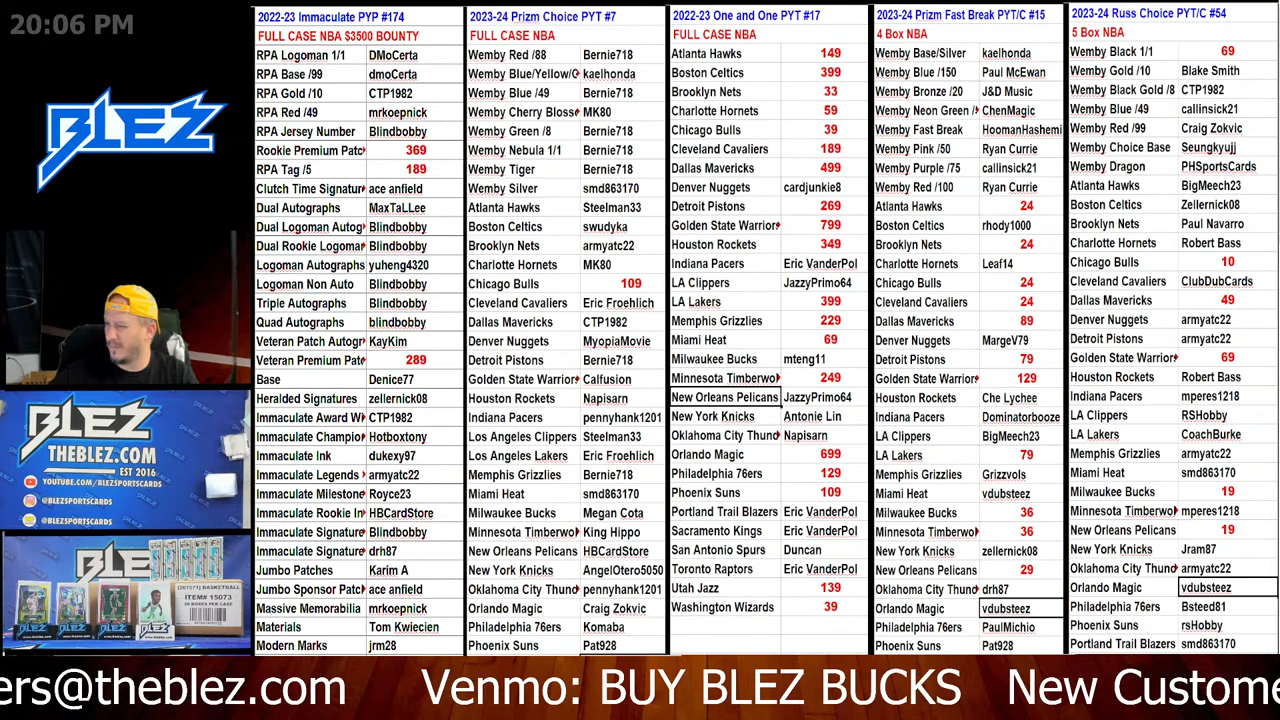 20:06 PM
BLEZ
BLEZ
THEBLEZ.COM
EST 2016
YOUTUBE.COM/BLEZSPORTSCARDS
@BLEZSPORTSCARDS
@BLEZSPORTSCARDS
BASKETBALL
ITEM# 15073
20 BOXES PER CASE
2022-23 Immaculate PYP #174
FULL CASE NBA $3500 BOUNTY
RPA Logoman 1/1 DMoCerta
RPA Base /99 dmoCerta
RPA Gold /10 CTP1982
RPA Red /49 mrkoepnick
RPA Jersey Number Blindbobby
Rookie Premium Patc 369
RPA Tag /5 189
Clutch Time Signatur ace anfield
Dual Autographs MaxTaLLee
Dual Logoman Autog Blindbobby
Dual Rookie Logoma Blindbobby
Logoman Autographs yuheng4320
Logoman Non Auto Blindbobby
Triple Autographs Blindbobby
Quad Autographs blindbobby
Veteran Patch Autogr KayKim
Veteran Premium Pat 289
Base Denice77
Heralded Signatures zellernick08
Immaculate Award Wi CTP1982
Immaculate Champio Hotboxtony
Immaculate Ink dukexy97
Immaculate Legends armyatc22
Immaculate Milestone Royce23
Immaculate Rookie In HBCardStore
Immaculate Signature Blindbobby
Immaculate Signature drh87
Jumbo Patches Karim A
Jumbo Sponsor Patc ace anfield
Massive Memorabilia mrkoepnick
Materials Tom Kwiecien
Modern Marks jrm28
2023-24 Prizm Choice PYT #7
FULL CASE NBA
Wemby Red /88 Bernie718
Wemby Blue/Yellow/G kaelhonda
Wemby Blue /49 Bernie718
Wemby Cherry Bloss MK80
Wemby Green /8 Bernie718
Wemby Nebula 1/1 Bernie718
Wemby Tiger Bernie718
Wemby Silver smd863170
Atlanta Hawks Steelman33
Boston Celtics swudyka
Brooklyn Nets armyatc22
Charlotte Hornets MK80
Chicago Bulls 109
Cleveland Cavaliers Eric Froehlich
Dallas Mavericks CTP1982
Denver Nuggets MyopiaMovie
Detroit Pistons Bernie718
Golden State Warrior Calfusion
Houston Rockets Napisarn
Indiana Pacers pennyhank1201
Los Angeles Clippers Steelman33
Los Angeles Lakers Eric Froehlich
Memphis Grizzlies Bernie718
Miami Heat smd863170
Milwaukee Bucks Megan Cota
Minnesota Timberwo King Hippo
New Orleans Pelicans HBCardStore
New York Knicks AngelOtero5050
Oklahoma City Thund pennyhank1201
Orlando Magic Craig Zokvic
Philadelphia 76ers Komaba
Phoenix Suns Pat928
2022-23 One and One PYT #17
FULL CASE NBA
Atlanta Hawks 149
Boston Celtics 399
Brooklyn Nets 33
Charlotte Hornets 59
Chicago Bulls 39
Cleveland Cavaliers 189
Dallas Mavericks 499
Denver Nuggets cardjunkie8
Detroit Pistons 269
Golden State Warrior 799
Houston Rockets 349
Indiana Pacers Eric VanderPol
LA Clippers JazzyPrimo64
LA Lakers 399
Memphis Grizzlies 229
Miami Heat 69
Milwaukee Bucks mteng11
Minnesota Timberwo 249
New Orleans Pelicans JazzyPrimo64
New York Knicks Antonie Lin
Oklahoma City Thund Napisarn
Orlando Magic 699
Philadelphia 76ers 129
Phoenix Suns 109
Portland Trail Blazers Eric VanderPol
Sacramento Kings Eric VanderPol
San Antonio Spurs Duncan
Toronto Raptors Eric VanderPol
Utah Jazz 139
Washington Wizards 39
2023-24 Prizm Fast Break PYT/C #15
4 Box NBA
Wemby Base/Silver kaelhonda
Wemby Blue /150 Paul McEwan
Wemby Bronze /20 J&D Music
Wemby Neon Green / ChenMagic
Wemby Fast Break HoomanHashemi
Wemby Pink /50 Ryan Currie
Wemby Purple /75 callinsick21
Wemby Red /100 Ryan Currie
Atlanta Hawks 24
Boston Celtics rhody1000
Brooklyn Nets 24
Charlotte Hornets Leaf14
Chicago Bulls 24
Cleveland Cavaliers 24
Dallas Mavericks 89
Denver Nuggets MargeV79
Detroit Pistons 79
Golden State Warrior 129
Houston Rockets Che Lychee
Indiana Pacers Dominatorbooze
LA Clippers BigMeech23
LA Lakers 79
Memphis Grizzlies Grizzvols
Miami Heat vdubsteez
Milwaukee Bucks 36
Minnesota Timberwo 36
New York Knicks zellernick08
New Orleans Pelicans 29
Oklahoma City Thund drh87
Orlando Magic vdubsteez
Philadelphia 76ers PaulMichio
Phoenix Suns Pat928
2023-24 Russ Choice PYT/C #54
5 Box NBA
Wemby Black 1/1 69
Wemby Gold /10 Blake Smith
Wemby Black Gold /8 CTP1982
Wemby Blue /49 callinsick21
Wemby Red /99 Craig Zokvic
Wemby Choice Base Seungkyujj
Wemby Dragon PHSportsCards
Atlanta Hawks BigMeech23
Boston Celtics Zellernick08
Brooklyn Nets Paul Navarro
Charlotte Hornets Robert Bass
Chicago Bulls 10
Cleveland Cavaliers ClubDubCards
Dallas Mavericks 49
Denver Nuggets armyatc22
Detroit Pistons armyatc22
Golden State Warrior 69
Houston Rockets Robert Bass
Indiana Pacers mperes1218
LA Clippers RSHobby
LA Lakers CoachBurke
Memphis Grizzlies armyatc22
Miami Heat smd863170
Milwaukee Bucks 19
Minnesota Timberwo mperes1218
New Orleans Pelicans 19
New York Knicks Jram87
Oklahoma City Thund armyatc22
Orlando Magic vdubsteez
Philadelphia 76ers Bsteed81
Phoenix Suns rsHobby
Portland Trail Blazers smd863170
ers@theblez.com Venmo: BUY BLEZ BUCKS New Custome